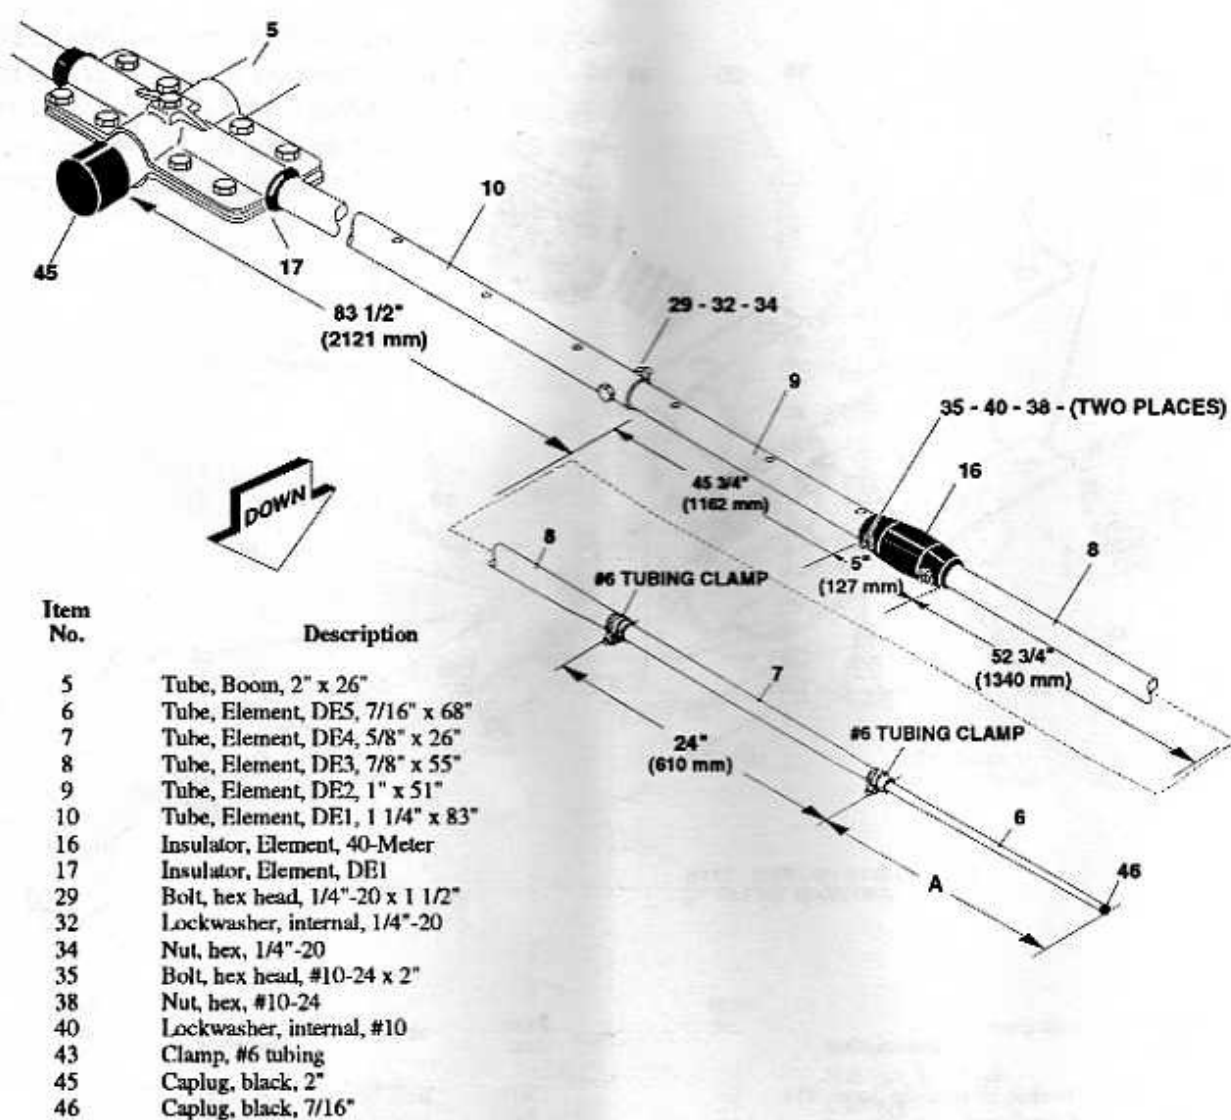 5
10
17
45
83 1/2"
(2121 mm)
29 - 32 - 34
9
35 - 40 - 38 - (TWO PLACES)
16
45 3/4"
(1162 mm)
DOWN
8
5"
(127 mm)
8
#6 TUBING CLAMP
52 3/4"
(1340 mm)
7
24"
(610 mm)
#6 TUBING CLAMP
6
46
A
Item No. Description
5 Tube, Boom, 2" x 26"
6 Tube, Element, DE5, 7/16" x 68"
7 Tube, Element, DE4, 5/8" x 26"
8 Tube, Element, DE3, 7/8" x 55"
9 Tube, Element, DE2, 1" x 51"
10 Tube, Element, DE1, 1 1/4" x 83"
16 Insulator, Element, 40-Meter
17 Insulator, Element, DE1
29 Bolt, hex head, 1/4"-20 x 1 1/2"
32 Lockwasher, internal, 1/4"-20
34 Nut, hex, 1/4"-20
35 Bolt, hex head, #10-24 x 2"
38 Nut, hex, #10-24
40 Lockwasher, internal, #10
43 Clamp, #6 tubing
45 Caplug, black, 2"
46 Caplug, black, 7/16"